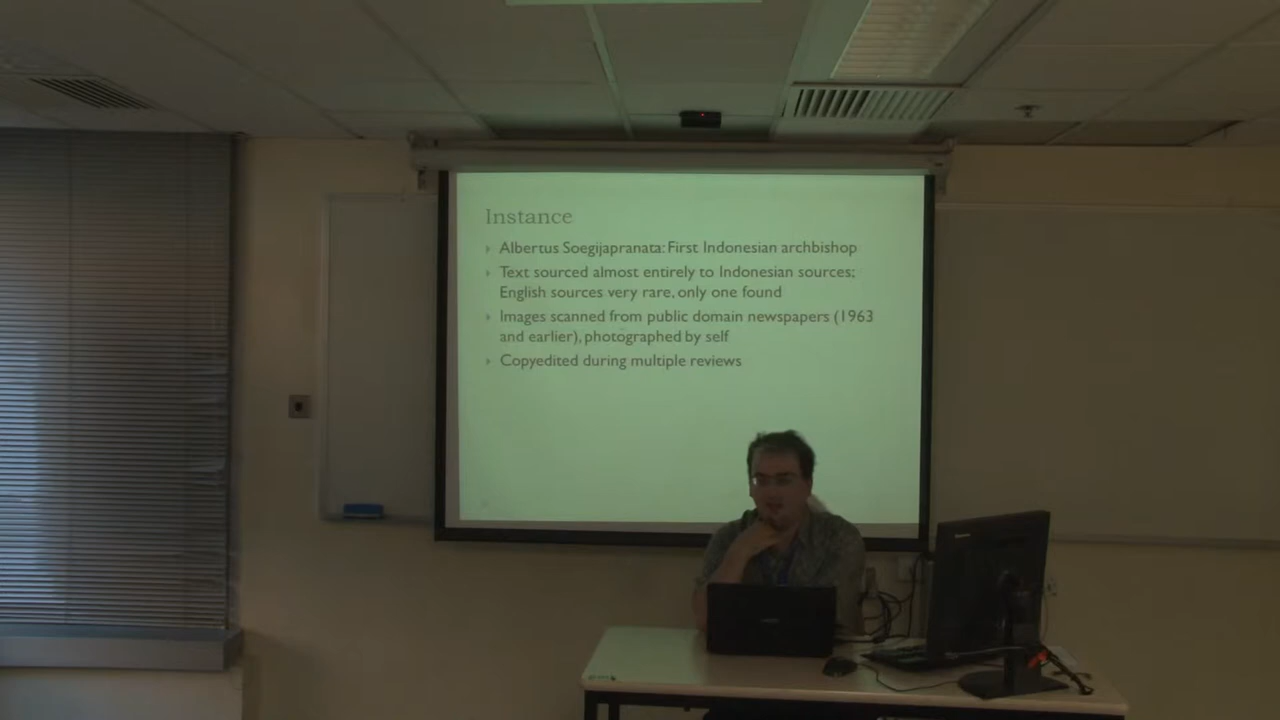 Instance
Albertus Soegijapranata: First Indonesian archbishop
Text sourced almost entirely to Indonesian sources;
English sources very rare, only one found
Images scanned from public domain newspapers (1963
and earlier), photographed by self
Copyedited during multiple reviews